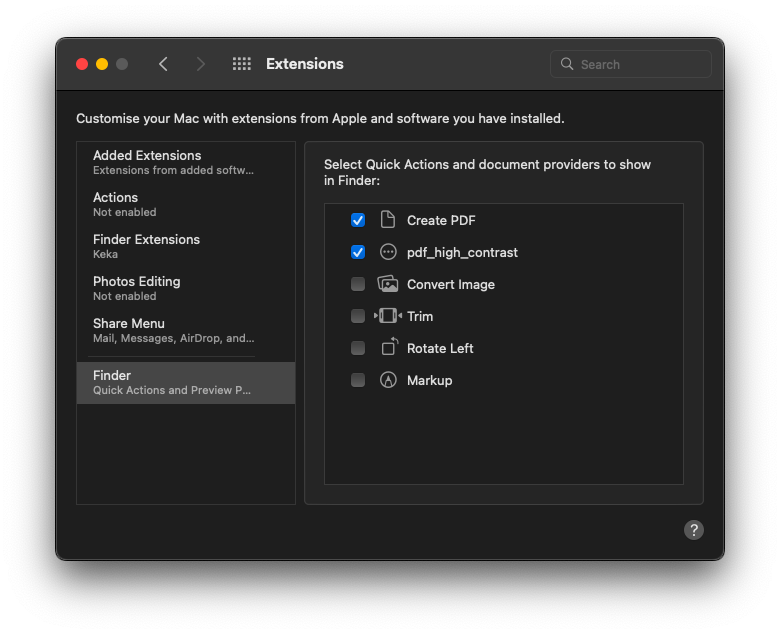 Extensions
Search
Customise your Mac with extensions from Apple and software you have installed.
Added Extensions
Extensions from added softw...
Actions
Not enabled
Finder Extensions
Keka
Photos Editing
Not enabled
Share Menu
Mail, Messages, AirDrop, and...
Finder
Quick Actions and Preview P...
Select Quick Actions and document providers to show
in Finder:
Create PDF
pdf_high_contrast
Convert Image
Trim
Rotate Left
Markup
?